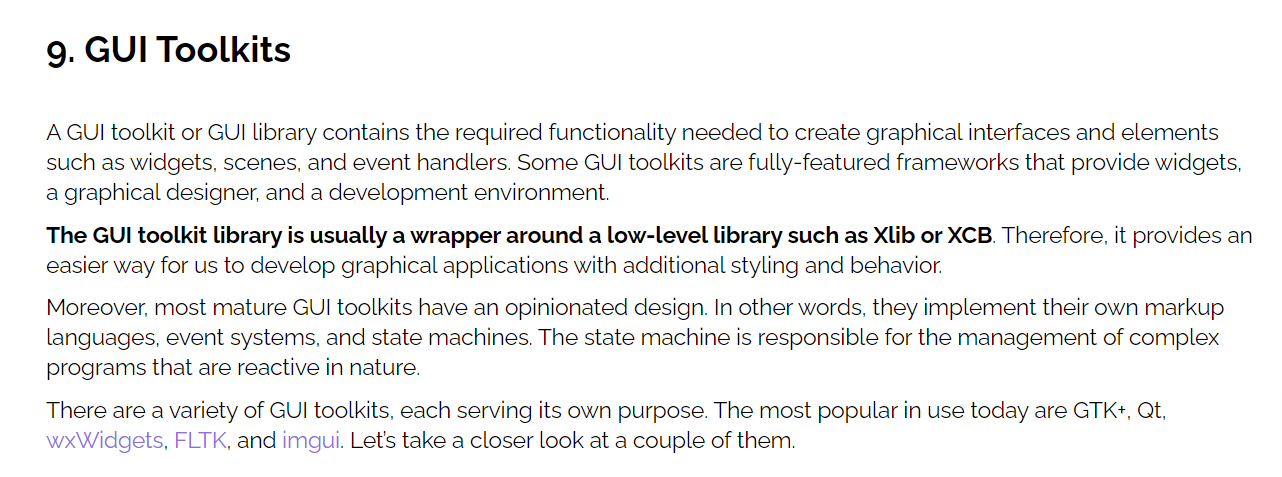 9. GUI Toolkits
A GUI toolkit or GUI library contains the required functionality needed to create graphical interfaces and elements
such as widgets, scenes, and event handlers. Some GUI toolkits are fully-featured frameworks that provide widgets,
a graphical designer, and a development environment.
The GUI toolkit library is usually a wrapper around a low-level library such as Xlib or XCB. Therefore, it provides an
easier way for us to develop graphical applications with additional styling and behavior.
Moreover, most mature GUI toolkits have an opinionated design. In other words, they implement their own markup
languages, event systems, and state machines. The state machine is responsible for the management of complex
programs that are reactive in nature.
There are a variety of GUI toolkits, each serving its own purpose. The most popular in use today are GTK+, Qt,
wxWidgets, FLTK, and imgui. Let’s take a closer look at a couple of them.